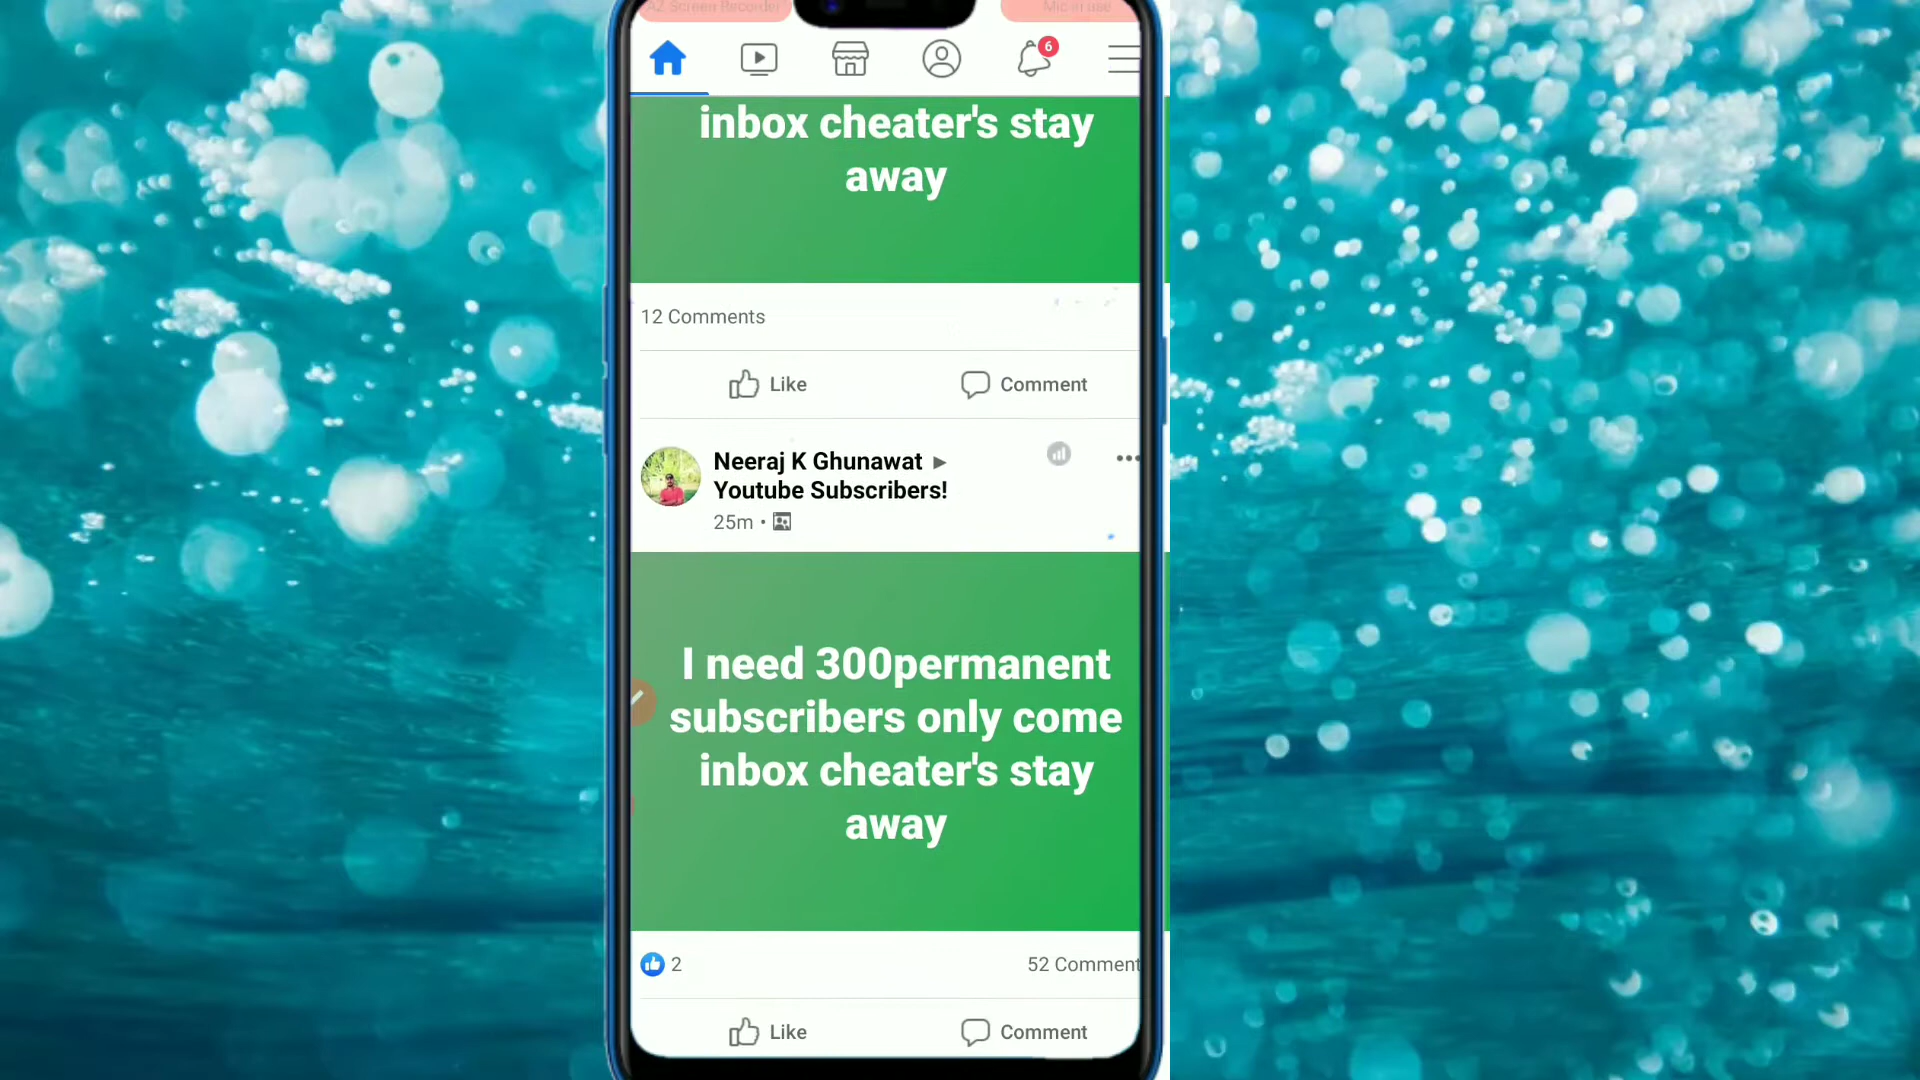 AZ Screen Recorder
Mic in use
6
inbox cheater's stay
away
12 Comments
Like
Comment
Neeraj K Ghunawat ▸
Youtube Subscribers!
25m •
I need 300permanent
subscribers only come
inbox cheater's stay
away
2
52 Comment
Like
Comment